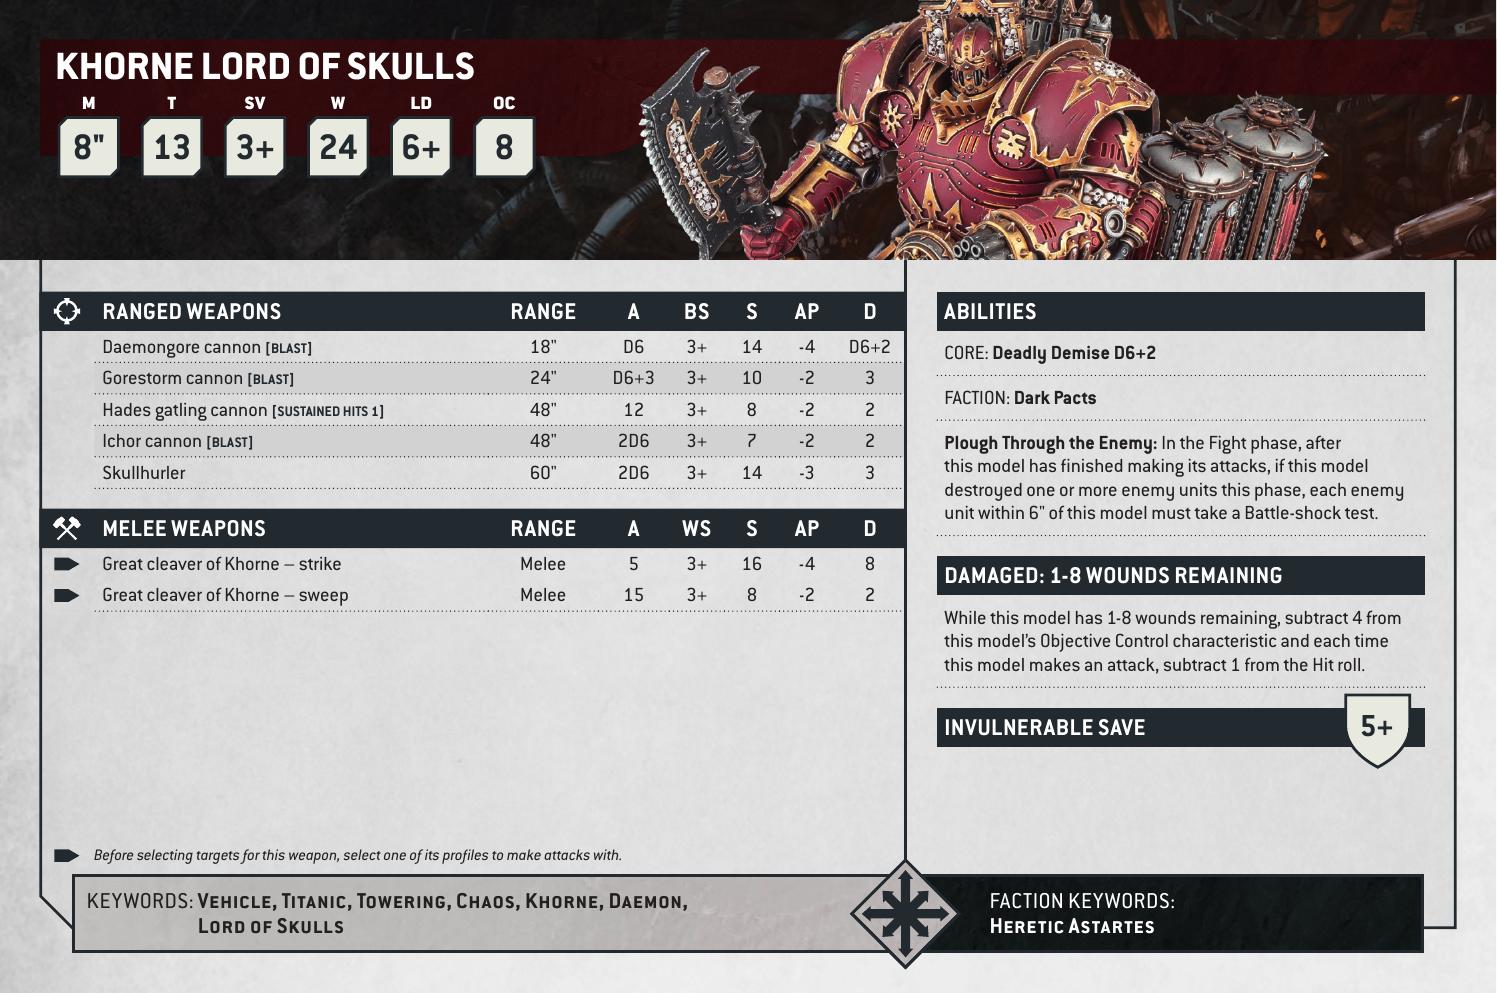 KHORNE LORD OF SKULLS
M T SV W LD OC
8" 13 3+ 24 6+ 8
RANGED WEAPONS RANGE A BS S AP D
Daemongore cannon [BLAST] 18" D6 3+ 14 -4 D6+2
Gorestorm cannon [BLAST] 24" D6+3 3+ 10 -2 3
Hades gatling cannon [SUSTAINED HITS 1] 48" 12 3+ 8 -2 2
Ichor cannon [BLAST] 48" 2D6 3+ 7 -2 2
Skullhurler 60" 2D6 3+ 14 -3 3
MELEE WEAPONS RANGE A WS S AP D
Great cleaver of Khorne – strike Melee 5 3+ 16 -4 8
Great cleaver of Khorne – sweep Melee 15 3+ 8 -2 2
Before selecting targets for this weapon, select one of its profiles to make attacks with.
ABILITIES
CORE: Deadly Demise D6+2
FACTION: Dark Pacts
Plough Through the Enemy: In the Fight phase, after
this model has finished making its attacks, if this model
destroyed one or more enemy units this phase, each enemy
unit within 6" of this model must take a Battle-shock test.
DAMAGED: 1-8 WOUNDS REMAINING
While this model has 1-8 wounds remaining, subtract 4 from
this model's Objective Control characteristic and each time
this model makes an attack, subtract 1 from the Hit roll.
INVULNERABLE SAVE 5+
KEYWORDS: VEHICLE, TITANIC, TOWERING, CHAOS, KHORNE, DAEMON,
LORD OF SKULLS
FACTION KEYWORDS:
HERETIC ASTARTES